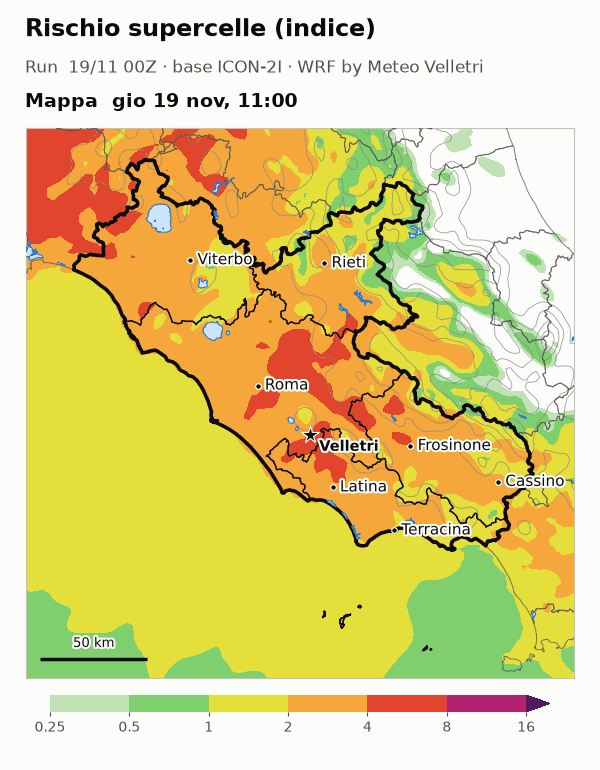 Rischio supercelle (indice)
Run 19/11 00Z · base ICON-2I · WRF by Meteo Velletri
Mappa gio 19 nov, 11:00
Viterbo
Rieti
Roma
Velletri
Frosinone
Latina
Cassino
Terracina
50 km
0.25 0.5 1 2 4 8 16